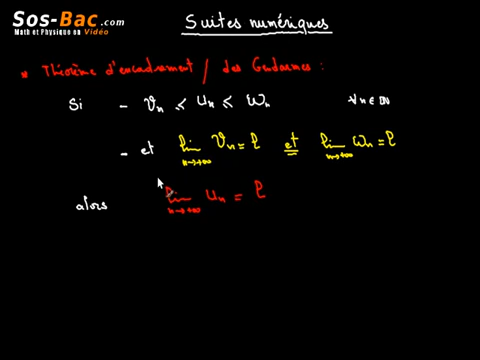 Sos-Bac.com
Math et Physique en Vidéo
Suites numériques
* Théorème d'encadrement / des Gendarmes :
Si - Vn ≤ Un ≤ Wn ∀n∈ℕ
- et lim Vn = l et lim Wn = l
n→+∞ n→+∞
alors lim Un = l
n→+∞